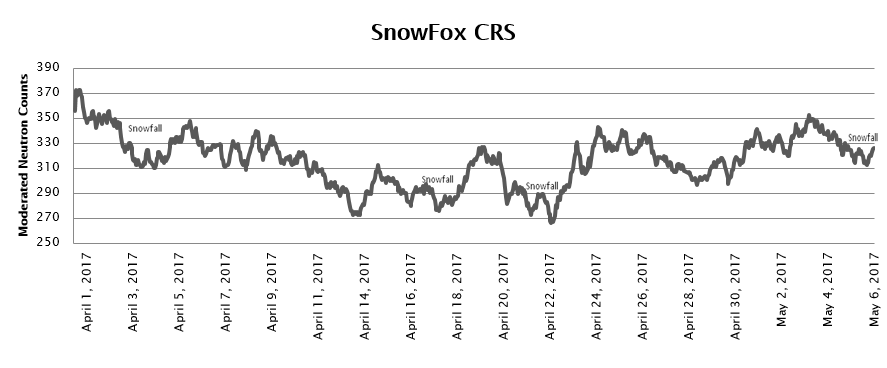 SnowFox CRS
Moderated Neutron Counts
390
370
350
330
310
290
270
250
Snowfall
Snowfall
Snowfall
Snowfall
April 1, 2017
April 3, 2017
April 5, 2017
April 7, 2017
April 9, 2017
April 11, 2017
April 14, 2017
April 16, 2017
April 18, 2017
April 20, 2017
April 22, 2017
April 24, 2017
April 26, 2017
April 28, 2017
April 30, 2017
May 2, 2017
May 4, 2017
May 6, 2017